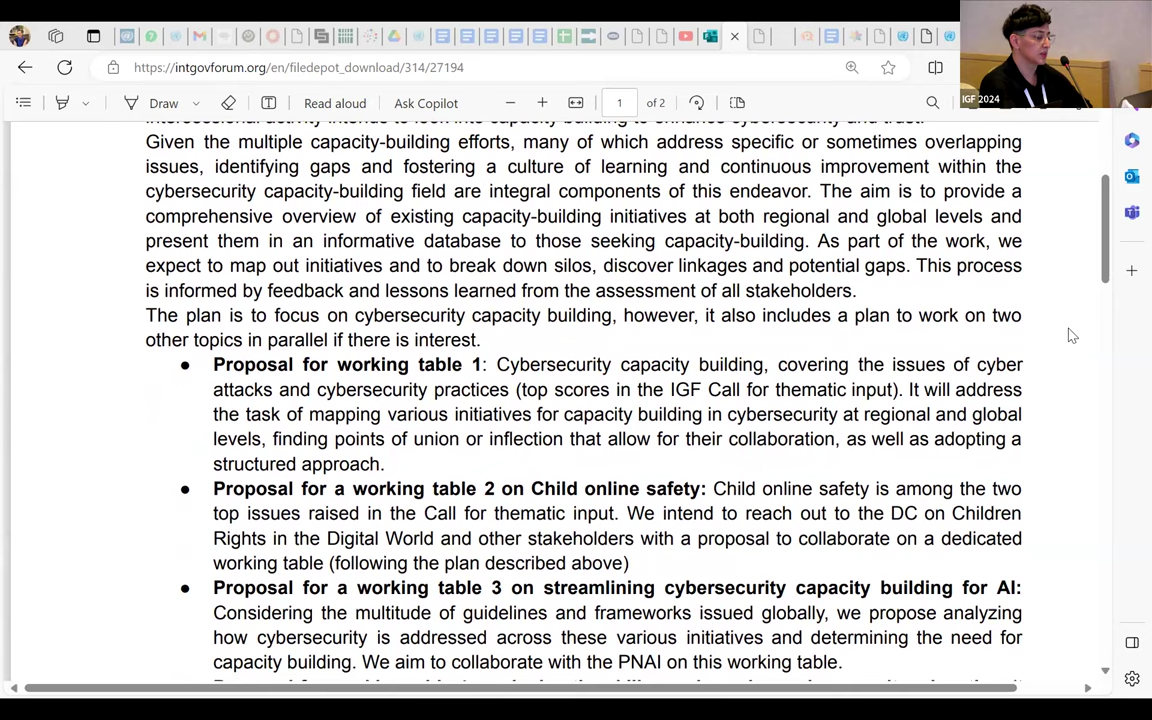 https://intgovforum.org/en/filedepot_download/314/27194
Draw
Read aloud
Ask Copilot
1
of 2
IGF 2024
Given the multiple capacity-building efforts, many of which address specific or sometimes overlapping
issues, identifying gaps and fostering a culture of learning and continuous improvement within the
cybersecurity capacity-building field are integral components of this endeavor. The aim is to provide a
comprehensive overview of existing capacity-building initiatives at both regional and global levels and
present them in an informative database to those seeking capacity-building. As part of the work, we
expect to map out initiatives and to break down silos, discover linkages and potential gaps. This process
is informed by feedback and lessons learned from the assessment of all stakeholders.
The plan is to focus on cybersecurity capacity building, however, it also includes a plan to work on two
other topics in parallel if there is interest.
● Proposal for working table 1: Cybersecurity capacity building, covering the issues of cyber
attacks and cybersecurity practices (top scores in the IGF Call for thematic input). It will address
the task of mapping various initiatives for capacity building in cybersecurity at regional and global
levels, finding points of union or inflection that allow for their collaboration, as well as adopting a
structured approach.
● Proposal for a working table 2 on Child online safety: Child online safety is among the two
top issues raised in the Call for thematic input. We intend to reach out to the DC on Children
Rights in the Digital World and other stakeholders with a proposal to collaborate on a dedicated
working table (following the plan described above)
● Proposal for a working table 3 on streamlining cybersecurity capacity building for AI:
Considering the multitude of guidelines and frameworks issued globally, we propose analyzing
how cybersecurity is addressed across these various initiatives and determining the need for
capacity building. We aim to collaborate with the PNAI on this working table.